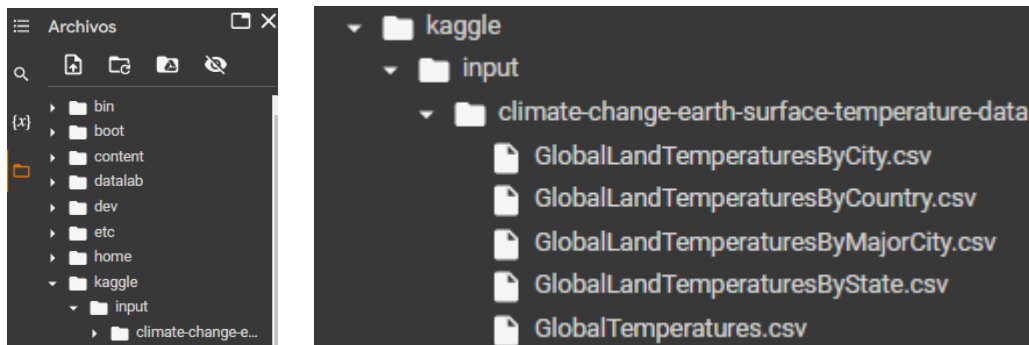 Archivos
{x}
bin
boot
content
datalab
dev
etc
home
kaggle
input
climate-change-e...
kaggle
input
climate-change-earth-surface-temperature-data
GlobalLandTemperaturesByCity.csv
GlobalLandTemperaturesByCountry.csv
GlobalLandTemperaturesByMajorCity.csv
GlobalLandTemperaturesByState.csv
GlobalTemperatures.csv